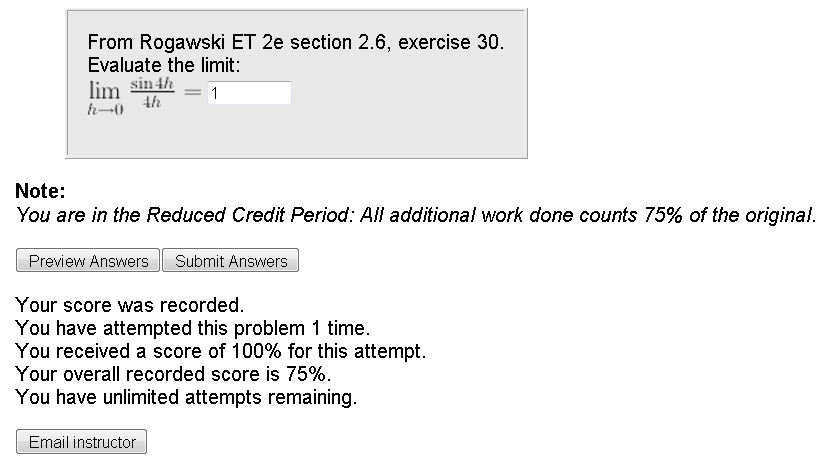 From Rogawski ET 2e section 2.6, exercise 30.
Evaluate the limit:
lim h→0 sin 4h / 4h = 1
Note:
You are in the Reduced Credit Period: All additional work done counts 75% of the original.
Preview Answers Submit Answers
Your score was recorded.
You have attempted this problem 1 time.
You received a score of 100% for this attempt.
Your overall recorded score is 75%.
You have unlimited attempts remaining.
Email instructor